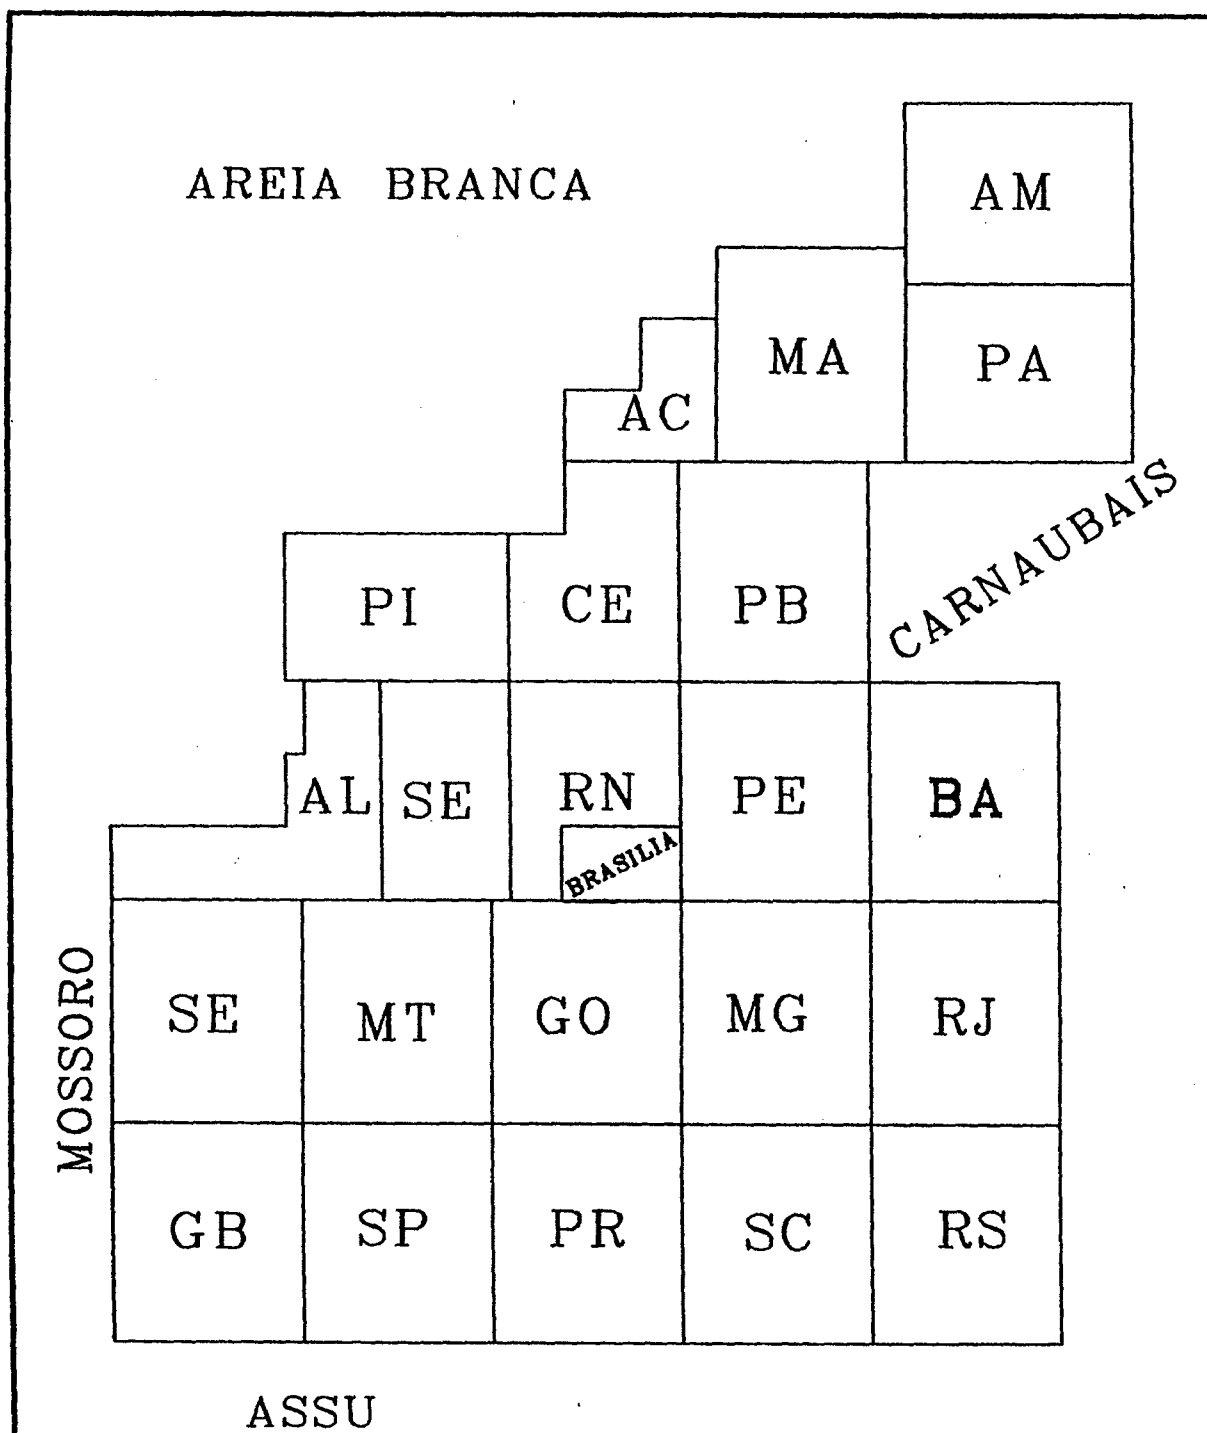 AREIA BRANCA
AM
MA
PA
AC
CARNAUBAIS
PI
CE
PB
AL
SE
RN
PE
BA
BRASILIA
MOSSORO
SE
MT
GO
MG
RJ
GB
SP
PR
SC
RS
ASSU